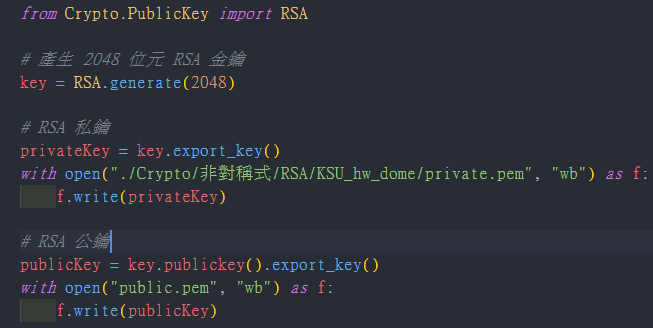 from Crypto.PublicKey import RSA
# 產生 2048 位元 RSA 金鑰
key = RSA.generate(2048)
# RSA 私鑰
privateKey = key.export_key()
with open("./Crypto/非對稱式/RSA/KSU_hw_dome/private.pem", "wb") as f:
    f.write(privateKey)
# RSA 公鑰
publicKey = key.publickey().export_key()
with open("public.pem", "wb") as f:
    f.write(publicKey)